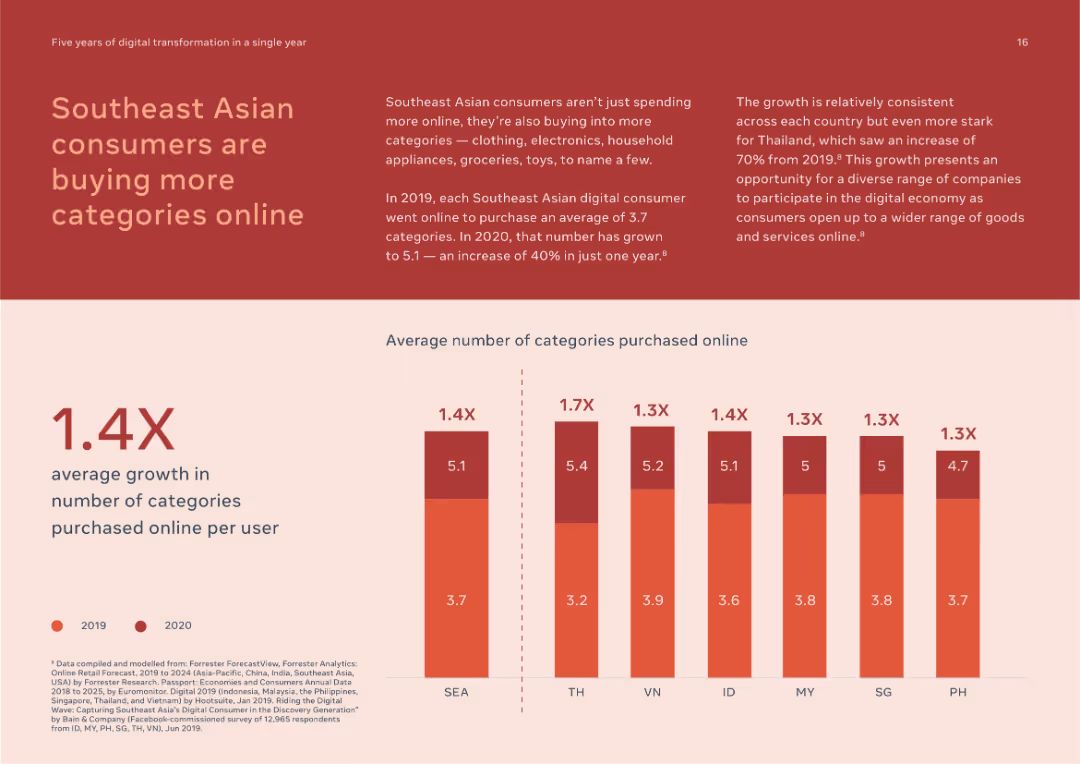 Five years of digital transformation in a single year
16
Southeast Asian
consumers are
buying more
categories online
Southeast Asian consumers aren't just spending
more online, they're also buying into more
categories — clothing, electronics, household
appliances, groceries, toys, to name a few.
In 2019, each Southeast Asian digital consumer
went online to purchase an average of 3.7
categories. In 2020, that number has grown
to 5.1 — an increase of 40% in just one year.⁸
The growth is relatively consistent
across each country but even more stark
for Thailand, which saw an increase of
70% from 2019.⁸ This growth presents an
opportunity for a diverse range of companies
to participate in the digital economy as
consumers open up to a wider range of goods
and services online.⁸
Average number of categories purchased online
1.4X
average growth in
number of categories
purchased online per user
2019 2020
⁸ Data compiled and modelled from: Forrester ForecastView, Forrester Analytics:
Online Retail Forecast, 2019 to 2024 (Asia-Pacific, China, India, Southeast Asia,
USA) by Forrester Research. Passport: Economies and Consumers Annual Data
2018 to 2025, by Euromonitor. Digital 2019 (Indonesia, Malaysia, the Philippines,
Singapore, Thailand, and Vietnam) by Hootsuite, Jan 2019. Riding the Digital
Wave: Capturing Southeast Asia's Digital Consumer in the Discovery Generation"
by Bain & Company (Facebook-commissioned survey of 12,965 respondents
from ID, MY, PH, SG, TH, VN), Jun 2019.
1.4X 1.7X 1.3X 1.4X 1.3X 1.3X 1.3X
5.1 5.4 5.2 5.1 5 5 4.7
3.7 3.2 3.9 3.6 3.8 3.8 3.7
SEA TH VN ID MY SG PH